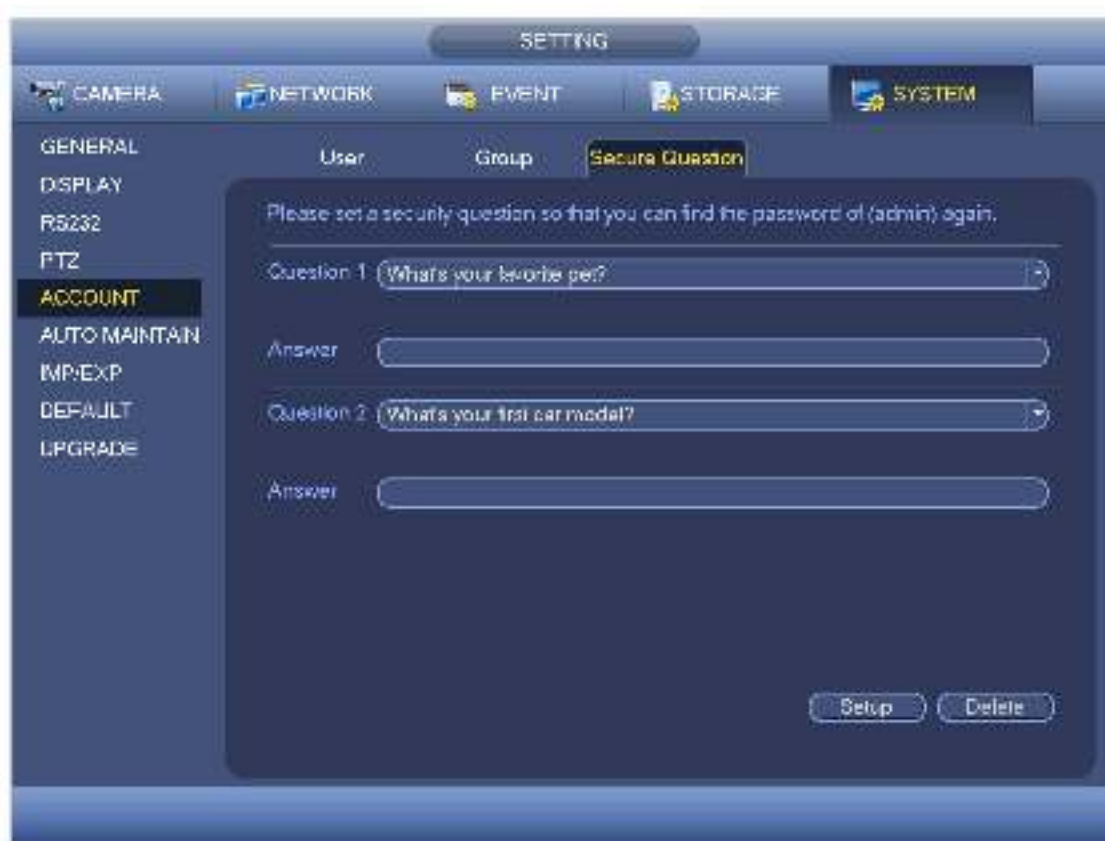 SETTING
CAMERA NETWORK EVENT STORAGE SYSTEM
GENERAL
DISPLAY
RS232
PTZ
ACCOUNT
AUTO MAINTAIN
IMP/EXP
DEFAULT
UPGRADE
User Group Secure Question
Please set a security question so that you can find the password of (admin) again.
Question 1 What's your favorite pet?
Answer
Question 2 What's your first car model?
Answer
Setup Delete